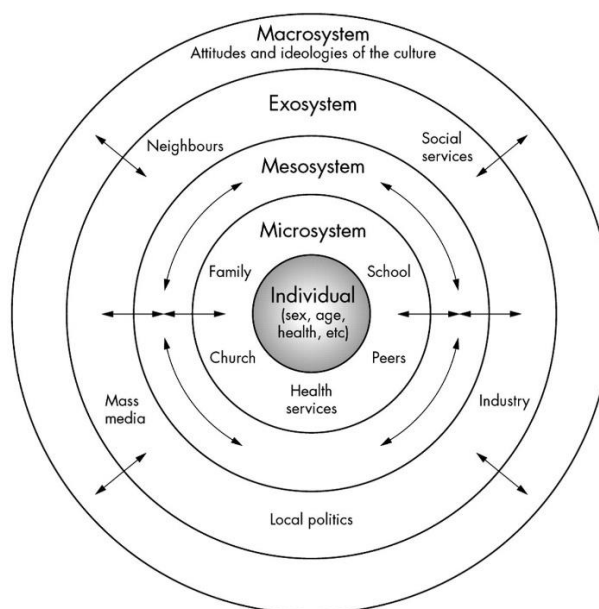 Macrosystem
Attitudes and ideologies of the culture
Exosystem
Neighbours
Social
services
Mesosystem
Microsystem
Family
School
Individual
(sex, age,
health, etc)
Church
Peers
Health
services
Mass
media
Industry
Local politics